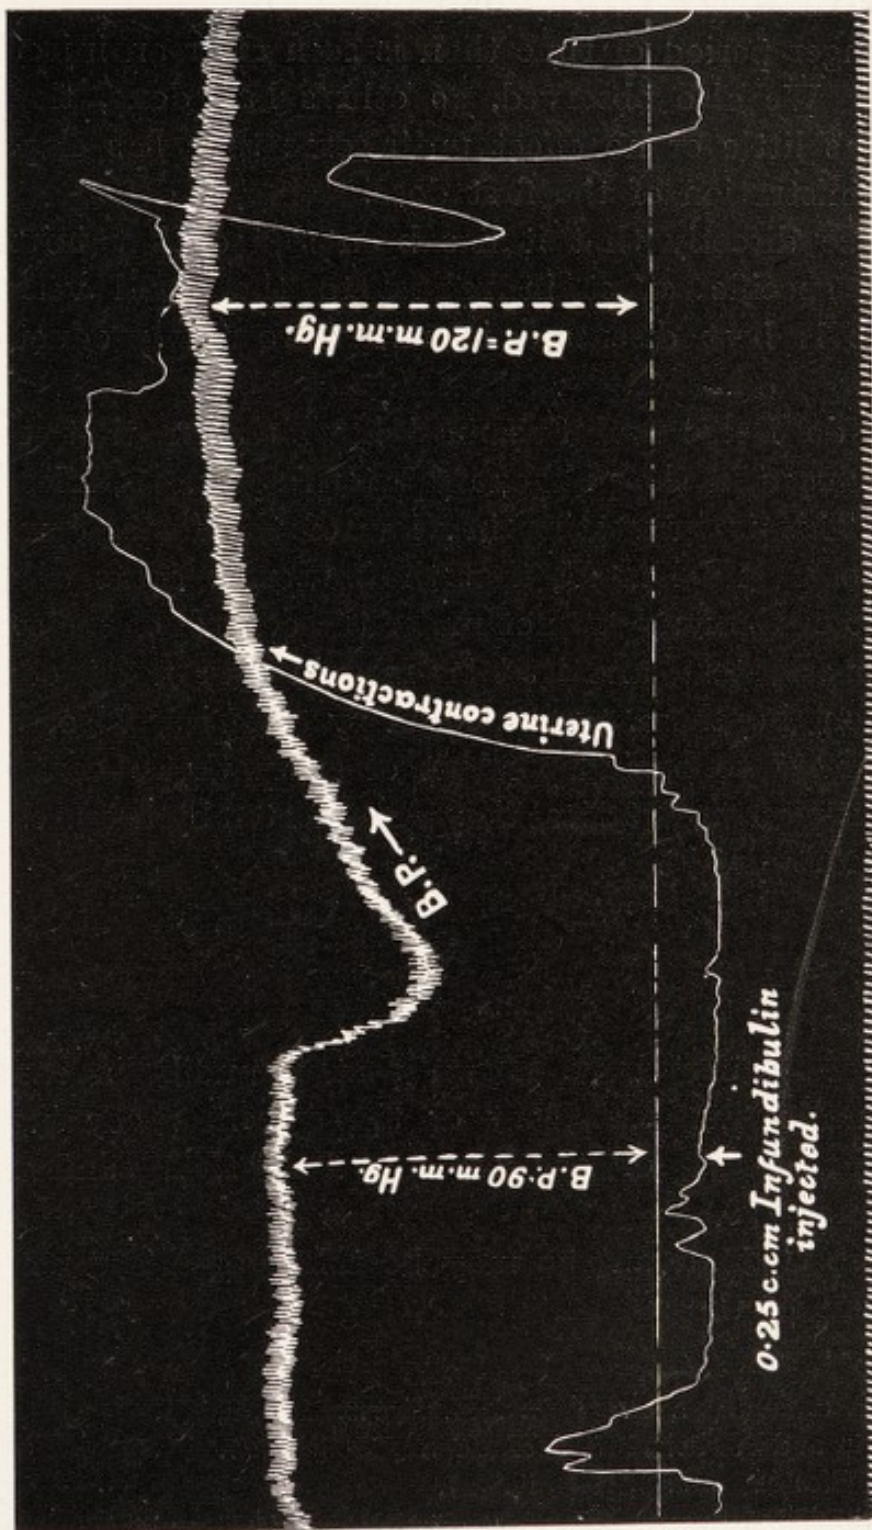 B.P.=120 m.m.Hg.
Uterine contractions
B.P.
B.P.·90 m.m.Hg.
0·25 c.cm Infundibulin
injected.